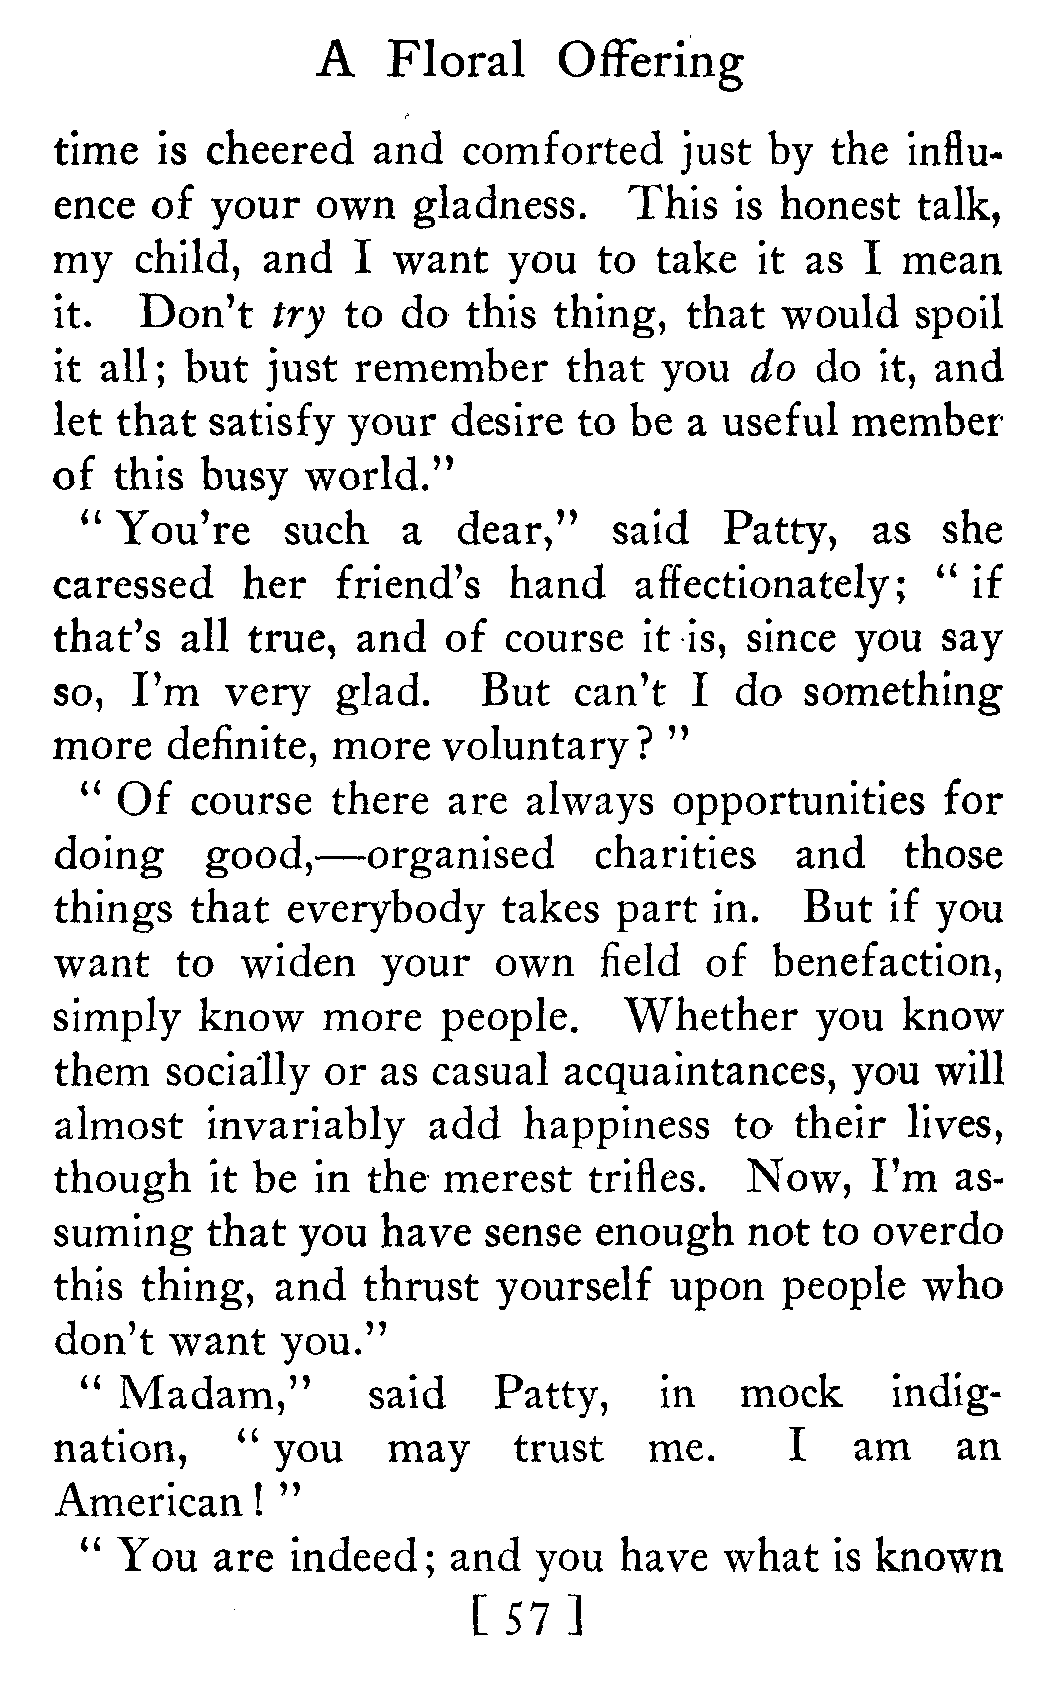 A Floral Offering
time is cheered and comforted just by the influ-
ence of your own gladness. This is honest talk,
my child, and I want you to take it as I mean
it. Don't try to do this thing, that would spoil
it all; but just remember that you do do it, and
let that satisfy your desire to be a useful member
of this busy world."
"You're such a dear," said Patty, as she
caressed her friend's hand affectionately; "if
that's all true, and of course it is, since you say
so, I'm very glad. But can't I do something
more definite, more voluntary?"
"Of course there are always opportunities for
doing good,—organised charities and those
things that everybody takes part in. But if you
want to widen your own field of benefaction,
simply know more people. Whether you know
them socially or as casual acquaintances, you will
almost invariably add happiness to their lives,
though it be in the merest trifles. Now, I'm as-
suming that you have sense enough not to overdo
this thing, and thrust yourself upon people who
don't want you."
"Madam," said Patty, in mock indig-
nation, "you may trust me. I am an
American!"
"You are indeed; and you have what is known
[ 57 ]